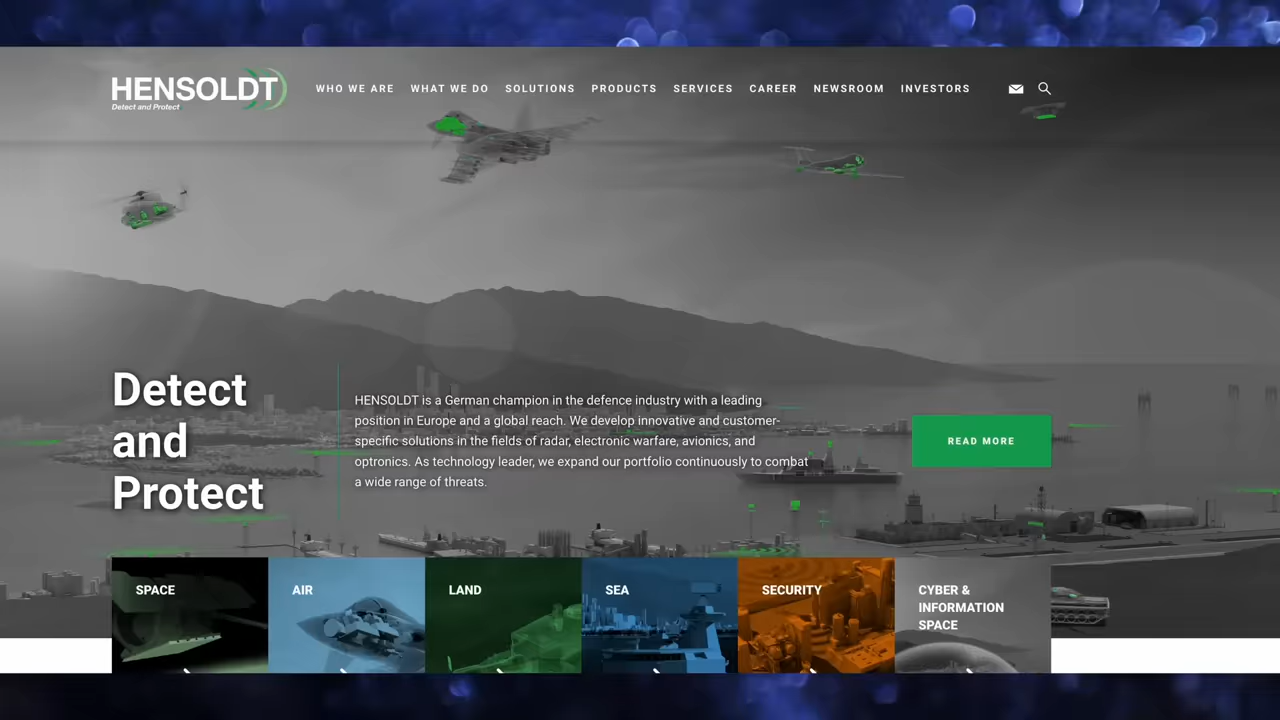 HENSOLDT
Detect and Protect
WHO WE ARE
WHAT WE DO
SOLUTIONS
PRODUCTS
SERVICES
CAREER
NEWSROOM
INVESTORS
Detect
and
Protect
HENSOLDT is a German champion in the defence industry with a leading
position in Europe and a global reach. We develop innovative and customer-
specific solutions in the fields of radar, electronic warfare, avionics, and
optronics. As technology leader, we expand our portfolio continuously to combat
a wide range of threats.
READ MORE
SPACE
AIR
LAND
SEA
SECURITY
CYBER &
INFORMATION
SPACE